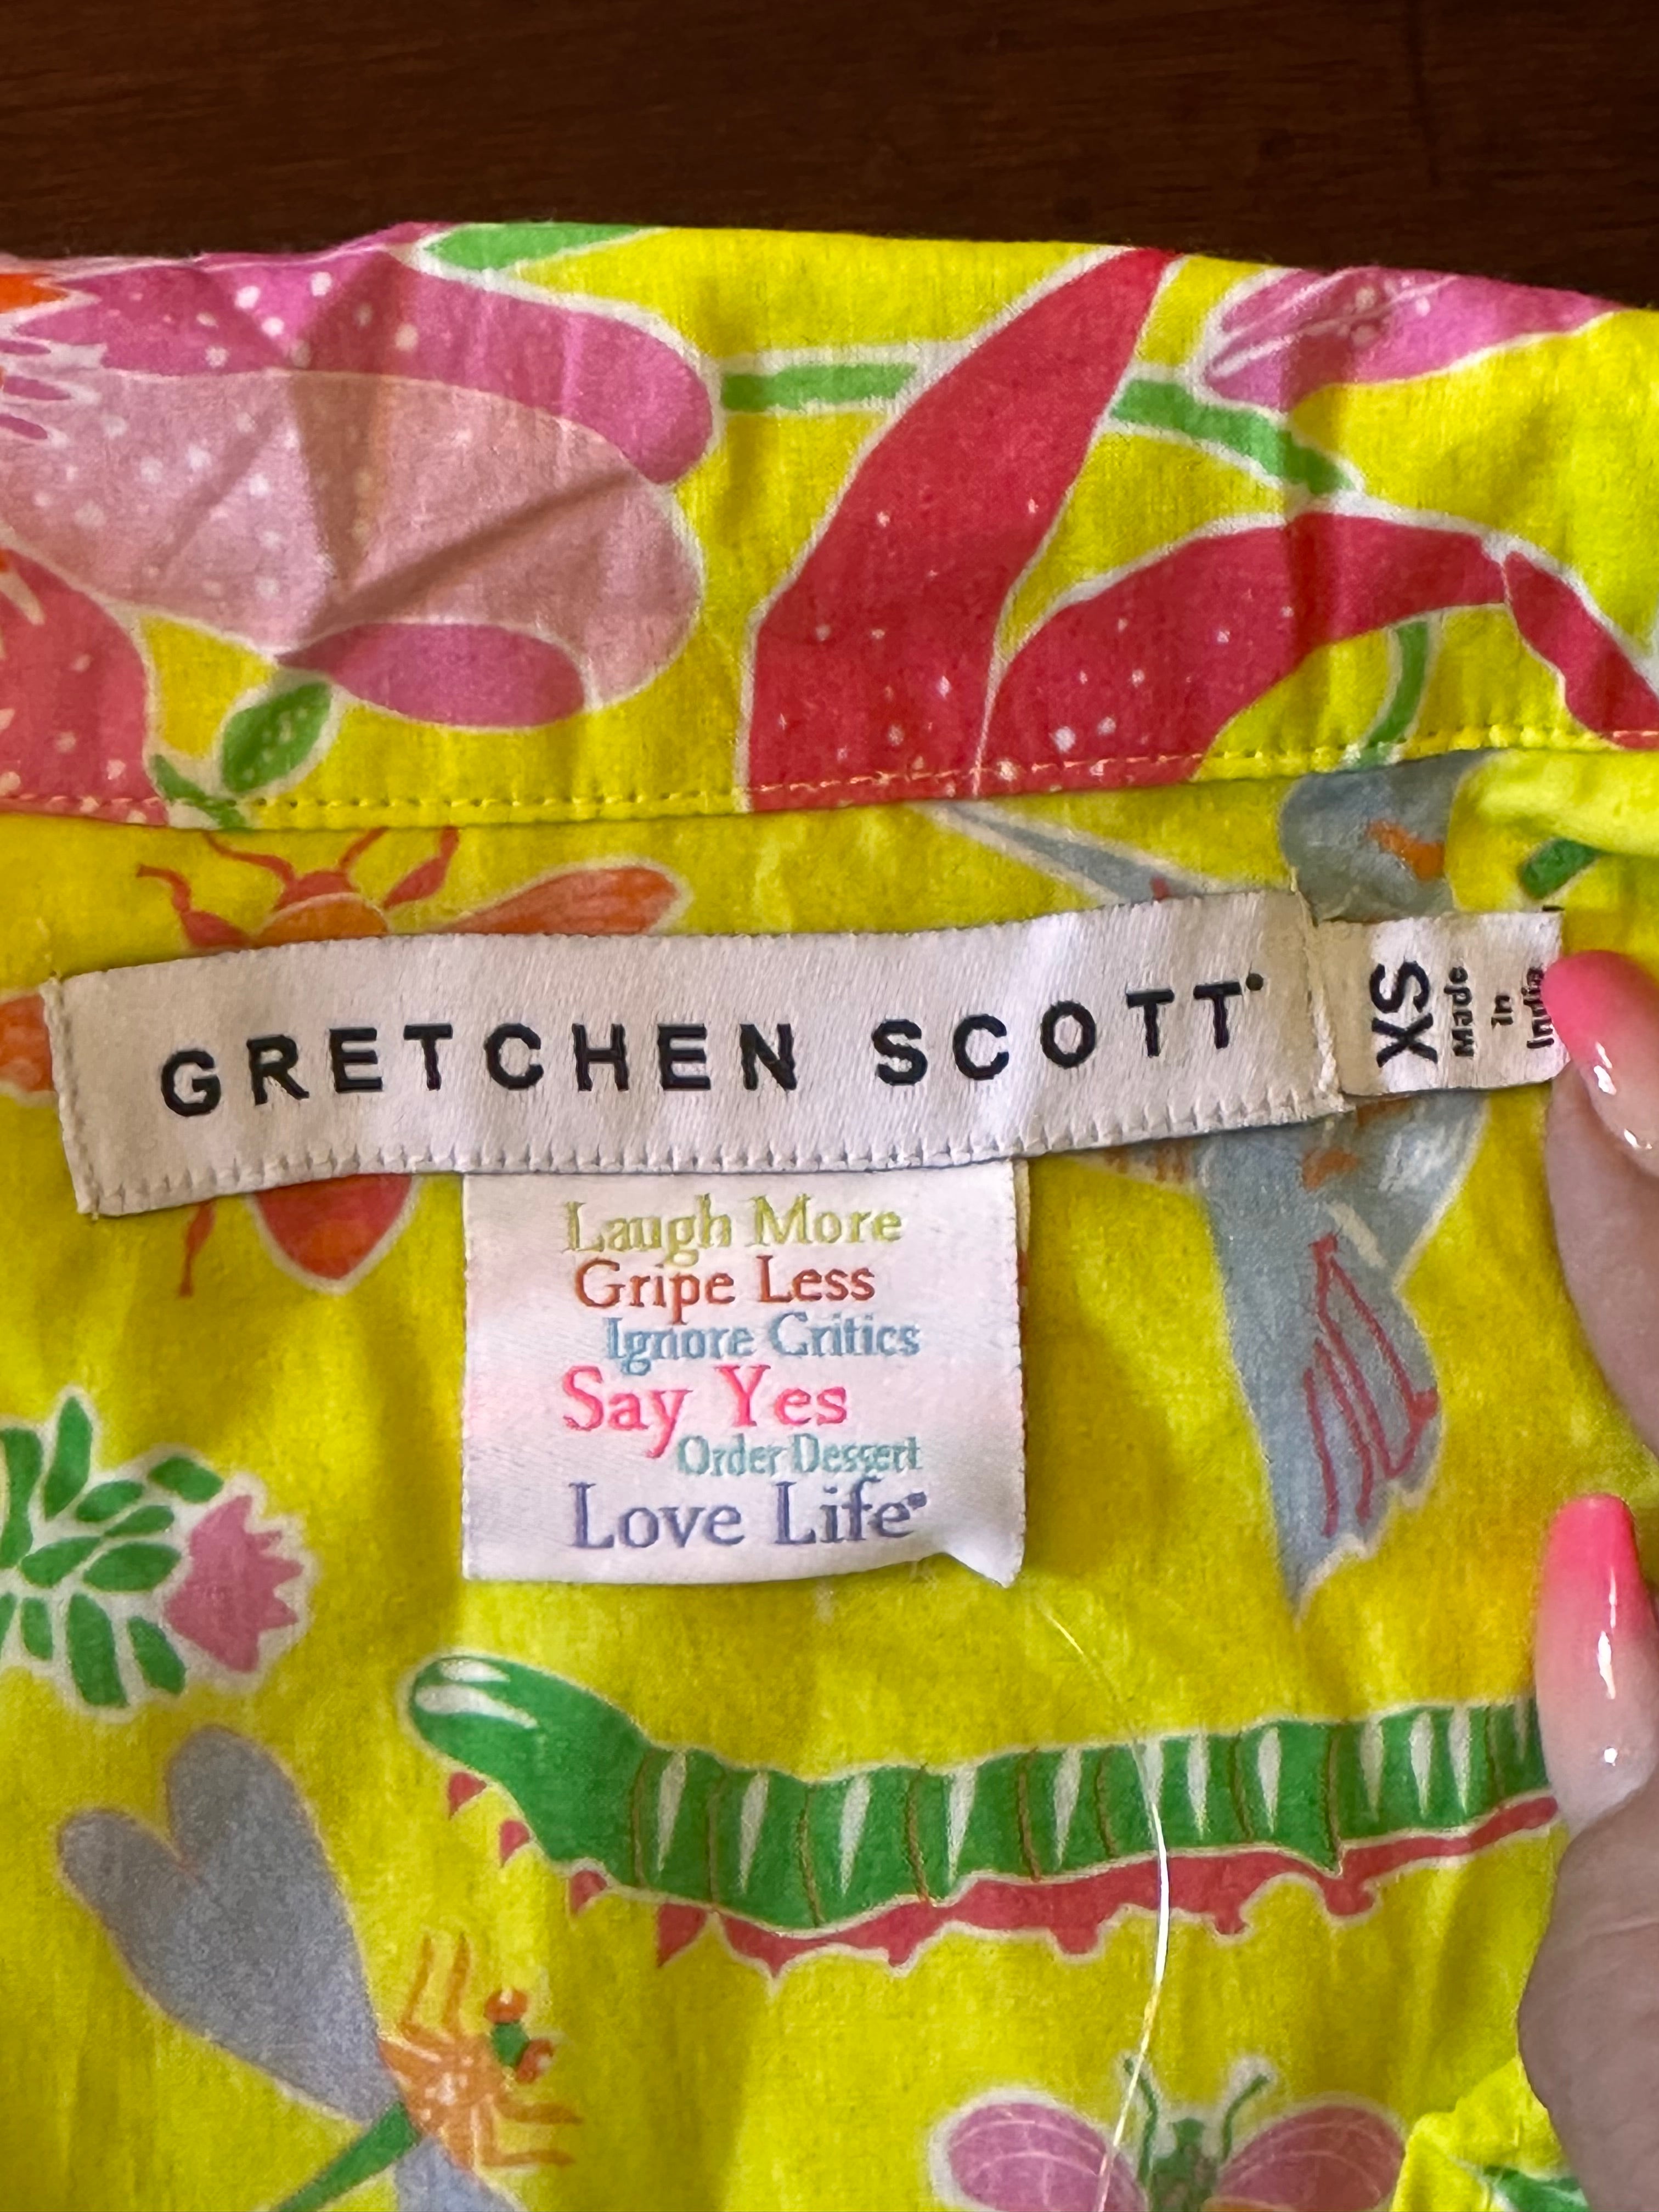 GRETCHEN SCOTT
XS
Made
in
India
Laugh More
Gripe Less
Ignore Critics
Say Yes
Order Dessert
Love Life®